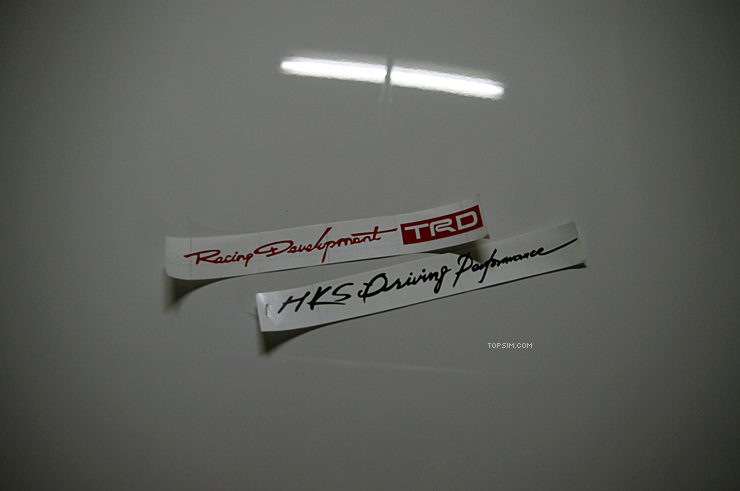 Racing Development TRD
HKS Driving Performance
TOPSIM.COM